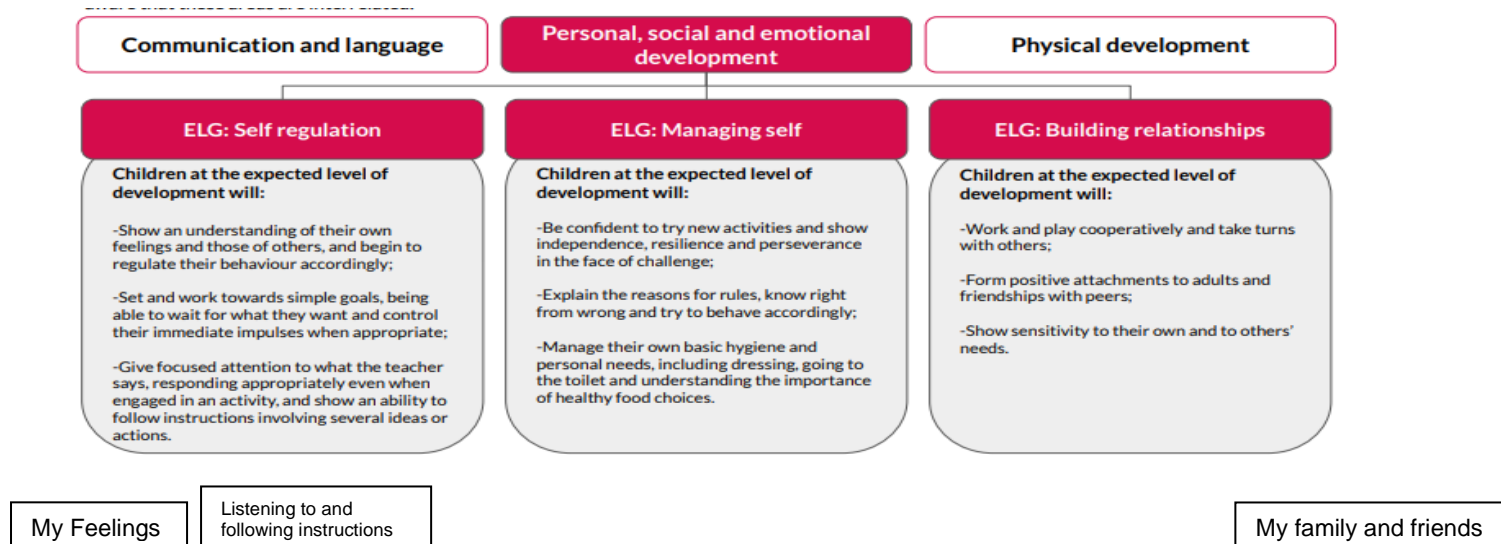 aware that these areas are interrelated.
Communication and language
Personal, social and emotional
development
Physical development
ELG: Self regulation
Children at the expected level of
development will:
-Show an understanding of their own
feelings and those of others, and begin to
regulate their behaviour accordingly;
-Set and work towards simple goals, being
able to wait for what they want and control
their immediate impulses when appropriate;
-Give focused attention to what the teacher
says, responding appropriately even when
engaged in an activity, and show an ability to
follow instructions involving several ideas or
actions.
ELG: Managing self
Children at the expected level of
development will:
-Be confident to try new activities and show
independence, resilience and perseverance
in the face of challenge;
-Explain the reasons for rules, know right
from wrong and try to behave accordingly;
-Manage their own basic hygiene and
personal needs, including dressing, going to
the toilet and understanding the importance
of healthy food choices.
ELG: Building relationships
Children at the expected level of
development will:
-Work and play cooperatively and take turns
with others;
-Form positive attachments to adults and
friendships with peers;
-Show sensitivity to their own and to others'
needs.
My Feelings
Listening to and
following instructions
My family and friends